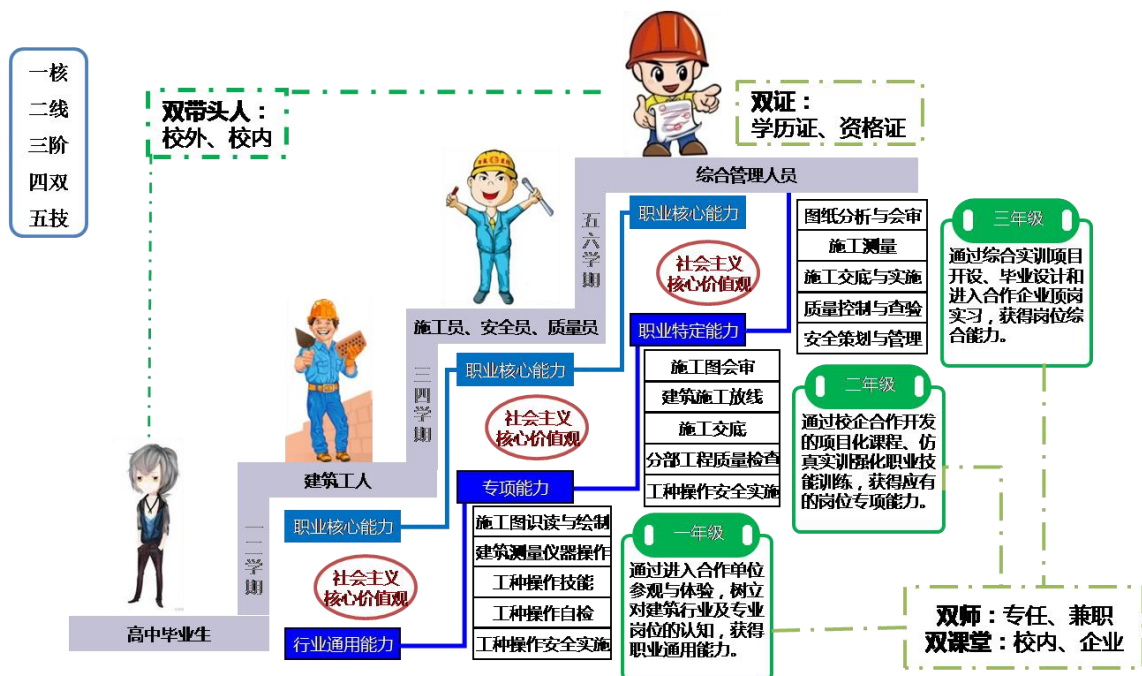 一核
二线
三阶
四双
五技
双带头人：
校外、校内
双证：
学历证、资格证
综合管理人员
五六学期
施工员、安全员、质量员
三四学期
建筑工人
一二学期
高中毕业生
职业核心能力
社会主义
核心价值观
职业特定能力
图纸分析与会审
施工测量
施工交底与实施
质量控制与查验
安全策划与管理
三年级
通过综合实训项目
开设、毕业设计和
进入合作企业顶岗
实习，获得岗位综
合能力。
职业核心能力
社会主义
核心价值观
专项能力
施工图会审
建筑施工放线
施工交底
分部工程质量检查
工种操作安全实施
二年级
通过校企合作开发
的项目化课程、仿
真实训强化职业技
能训练，获得应有
的岗位专项能力。
职业核心能力
社会主义
核心价值观
行业通用能力
施工图识读与绘制
建筑测量仪器操作
工种操作技能
工种操作自检
工种操作安全实施
一年级
通过进入合作单位
参观与体验，树立
对建筑行业及专业
岗位的认知，获得
职业通用能力。
双师：专任、兼职
双课堂：校内、企业